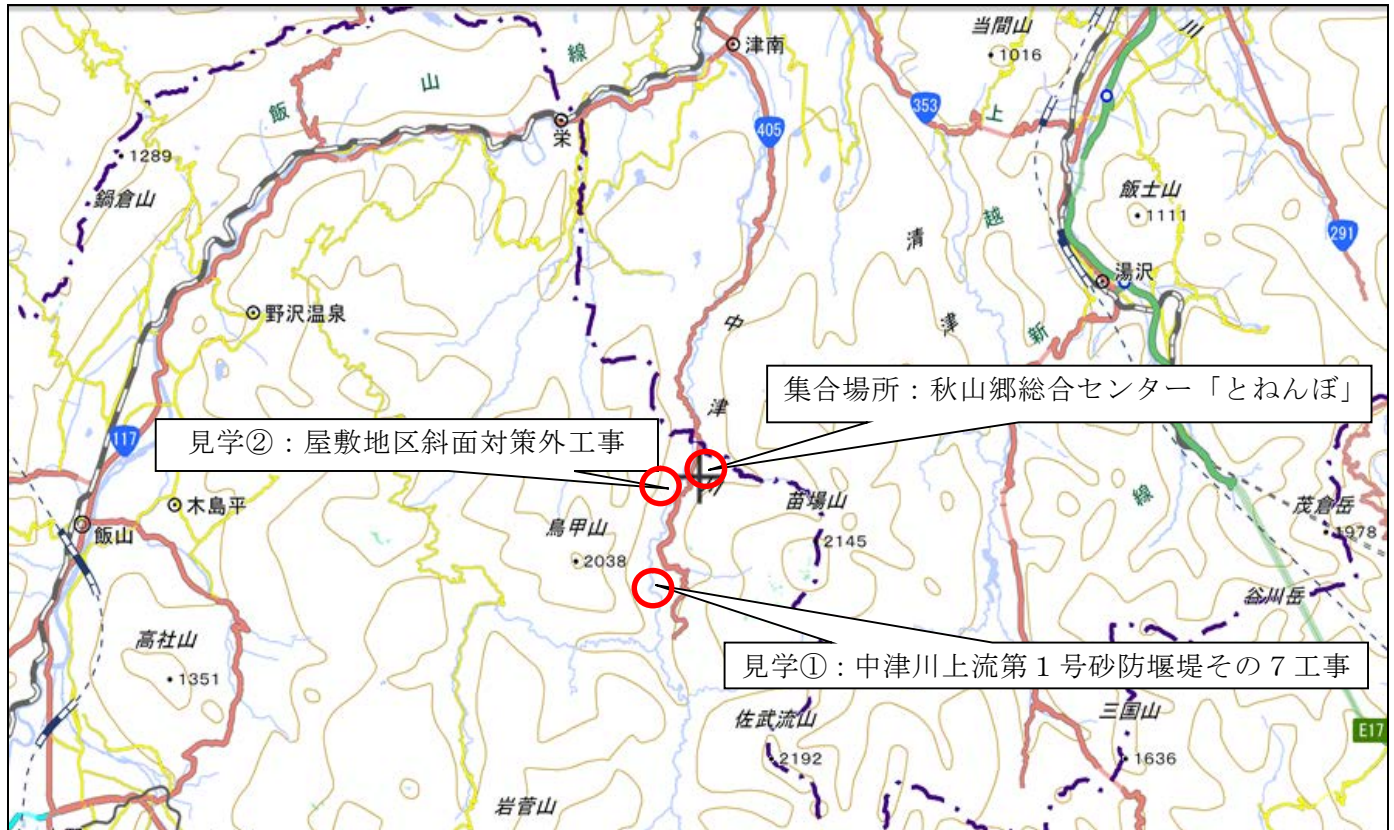 当間山
1016
津南
線
山
飯
川
353
上
405
栄
1289
鍋倉山
飯士山
1111
越
清
291
湯沢
野沢温泉
中
津
新
集合場所：秋山郷総合センター「とねんぼ」
津
117
見学②：屋敷地区斜面対策外工事
川
線
苗場山
2145
茂倉岳
1978
木島平
飯山
鳥甲山
2038
谷川岳
高社山
1351
見学①：中津川上流第１号砂防堰堤その７工事
佐武流山
2192
三国山
1636
E17
岩菅山